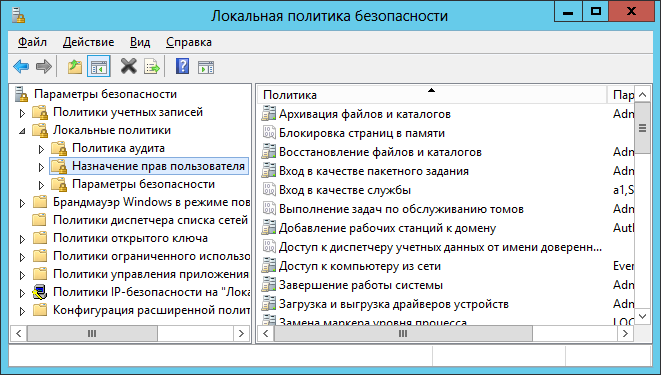 Локальная политика безопасности
Файл Действие Вид Справка
Параметры безопасности
Политики учетных записей
Локальные политики
Политика аудита
Назначение прав пользователя
Параметры безопасности
Брандмауэр Windows в режиме пов
Политики диспетчера списка сетей
Политики открытого ключа
Политики ограниченного использо
Политики управления приложения
Политики IP-безопасности на "Лока
Конфигурация расширенной полит
Политика Пар
Архивация файлов и каталогов Adm
Блокировка страниц в памяти
Восстановление файлов и каталогов Adm
Вход в качестве пакетного задания Adm
Вход в качестве службы a1,S
Выполнение задач по обслуживанию томов Adm
Добавление рабочих станций к домену Auth
Доступ к диспетчеру учетных данных от имени доверенн...
Доступ к компьютеру из сети Ever
Завершение работы системы Adm
Загрузка и выгрузка драйверов устройств Adm
Замена маркера уровня процесса LOC